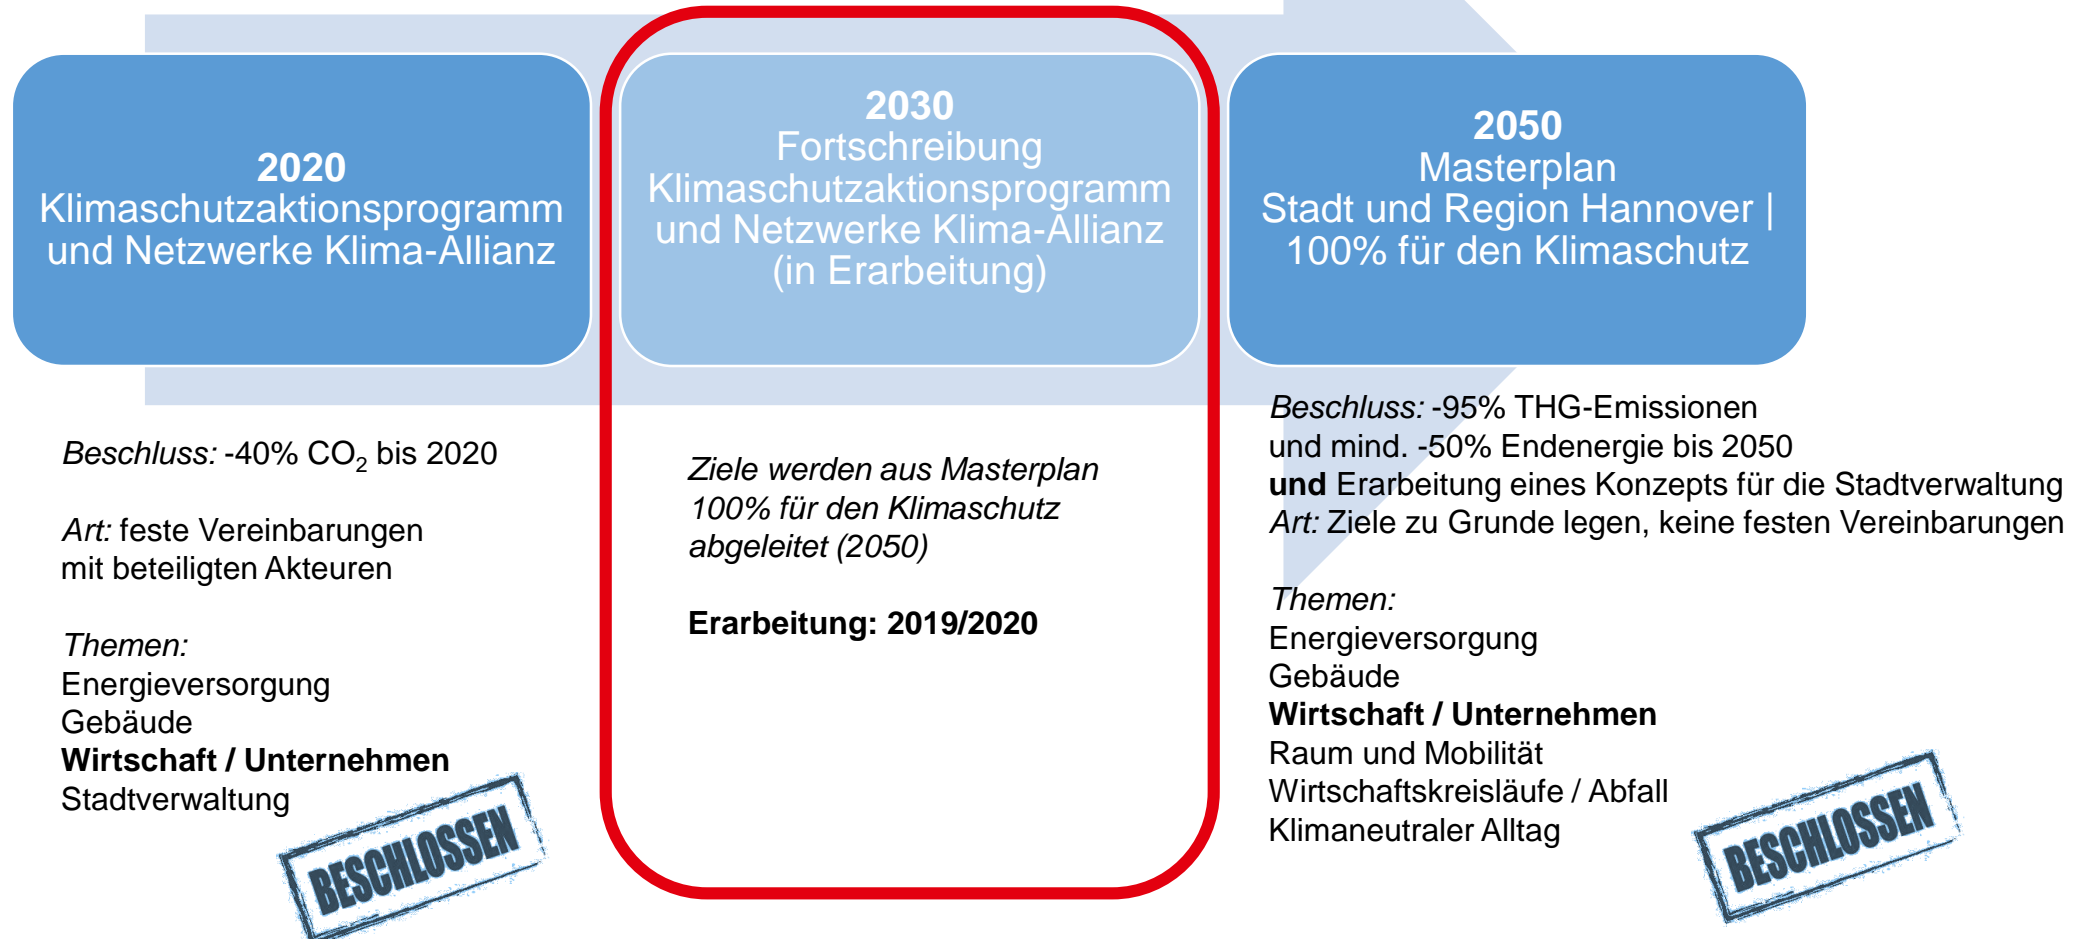 2020
Klimaschutzaktionsprogramm
und Netzwerke Klima-Allianz
2030
Fortschreibung
Klimaschutzaktionsprogramm
und Netzwerke Klima-Allianz
(in Erarbeitung)
2050
Masterplan
Stadt und Region Hannover |
100% für den Klimaschutz
Beschluss: -40% CO₂ bis 2020
Art: feste Vereinbarungen
mit beteiligten Akteuren
Themen:
Energieversorgung
Gebäude
Wirtschaft / Unternehmen
Stadtverwaltung
BESCHLOSSEN
Ziele werden aus Masterplan
100% für den Klimaschutz
abgeleitet (2050)
Erarbeitung: 2019/2020
Beschluss: -95% THG-Emissionen
und mind. -50% Endenergie bis 2050
und Erarbeitung eines Konzepts für die Stadtverwaltung
Art: Ziele zu Grunde legen, keine festen Vereinbarungen
Themen:
Energieversorgung
Gebäude
Wirtschaft / Unternehmen
Raum und Mobilität
Wirtschaftskreisläufe / Abfall
Klimaneutraler Alltag
BESCHLOSSEN